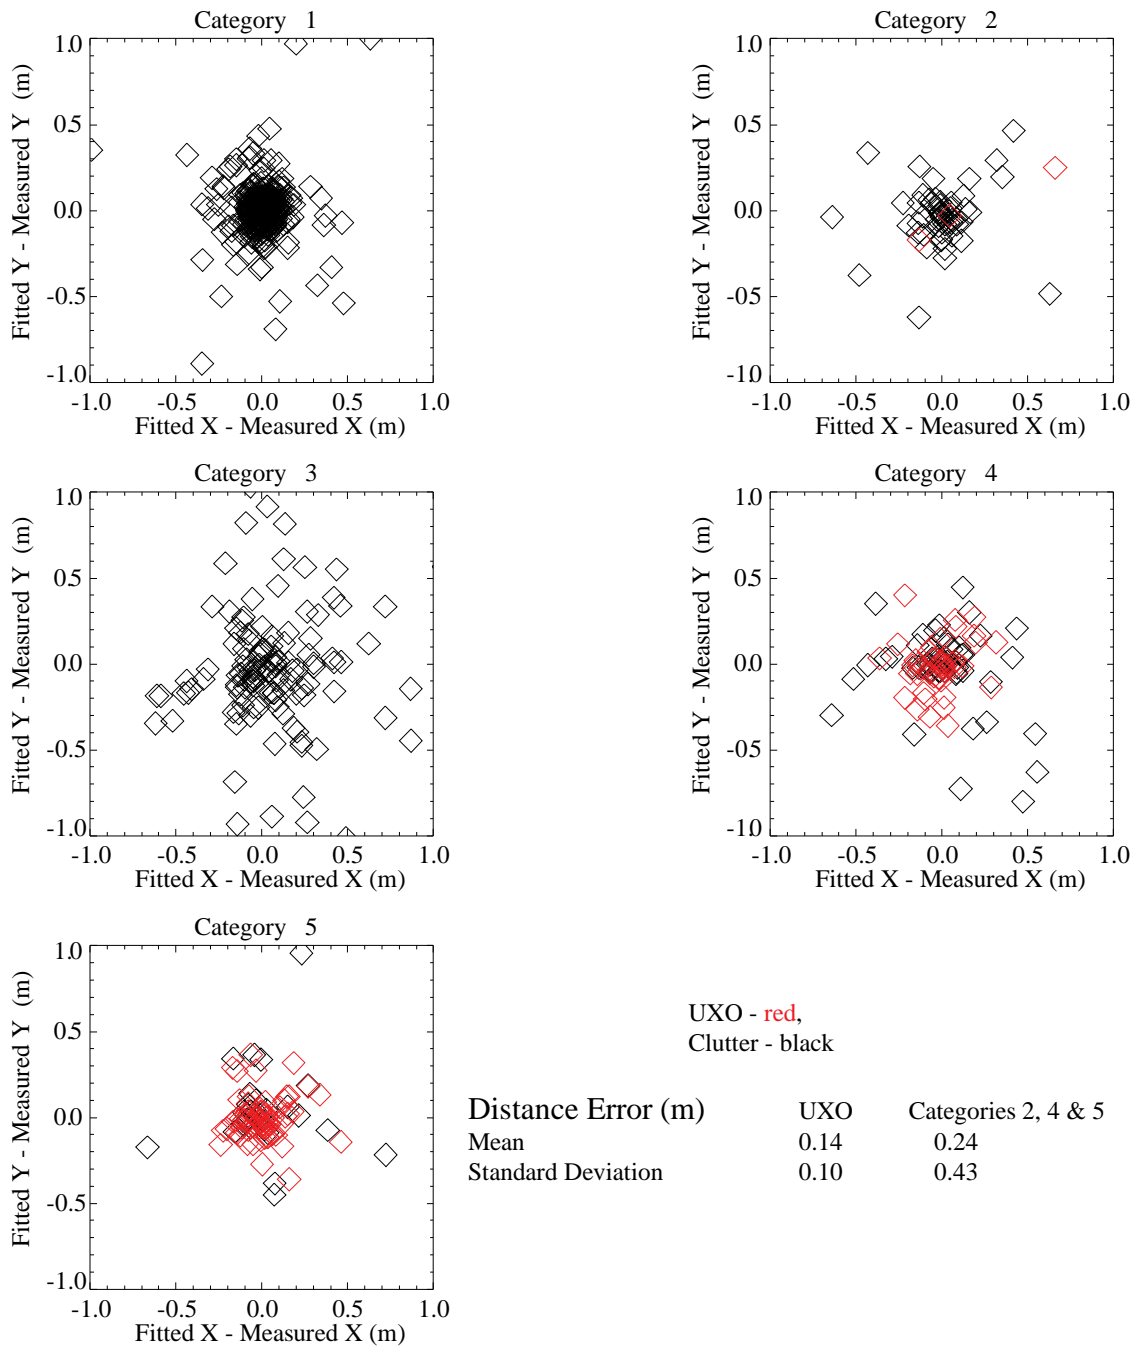 Category 1
1.0
0.5
0.0
-0.5
-1.0
-1.0 -0.5 0.0 0.5 1.0
Fitted X - Measured X (m)
Fitted Y - Measured Y (m)
Category 2
1.0
0.5
0.0
-0.5
-10
-1.0 -0.5 0.0 0.5 1.0
Fitted X - Measured X (m)
Fitted Y - Measured Y (m)
Category 3
1.0
0.5
0.0
-0.5
-1.0
-1.0 -0.5 0.0 0.5 1.0
Fitted X - Measured X (m)
Fitted Y - Measured Y (m)
Category 4
1.0
0.5
0.0
-05
-10
-1.0 -0.5 0.0 0.5 1.0
Fitted X - Measured X (m)
Fitted Y - Measured Y (m)
Category 5
1.0
0.5
0.0
-0.5
-1.0
-1.0 -0.5 0.0 0.5 1.0
Fitted X - Measured X (m)
Fitted Y - Measured Y (m)
UXO - red,
Clutter - black
Distance Error (m) UXO Categories 2, 4 & 5
Mean 0.14 0.24
Standard Deviation 0.10 0.43